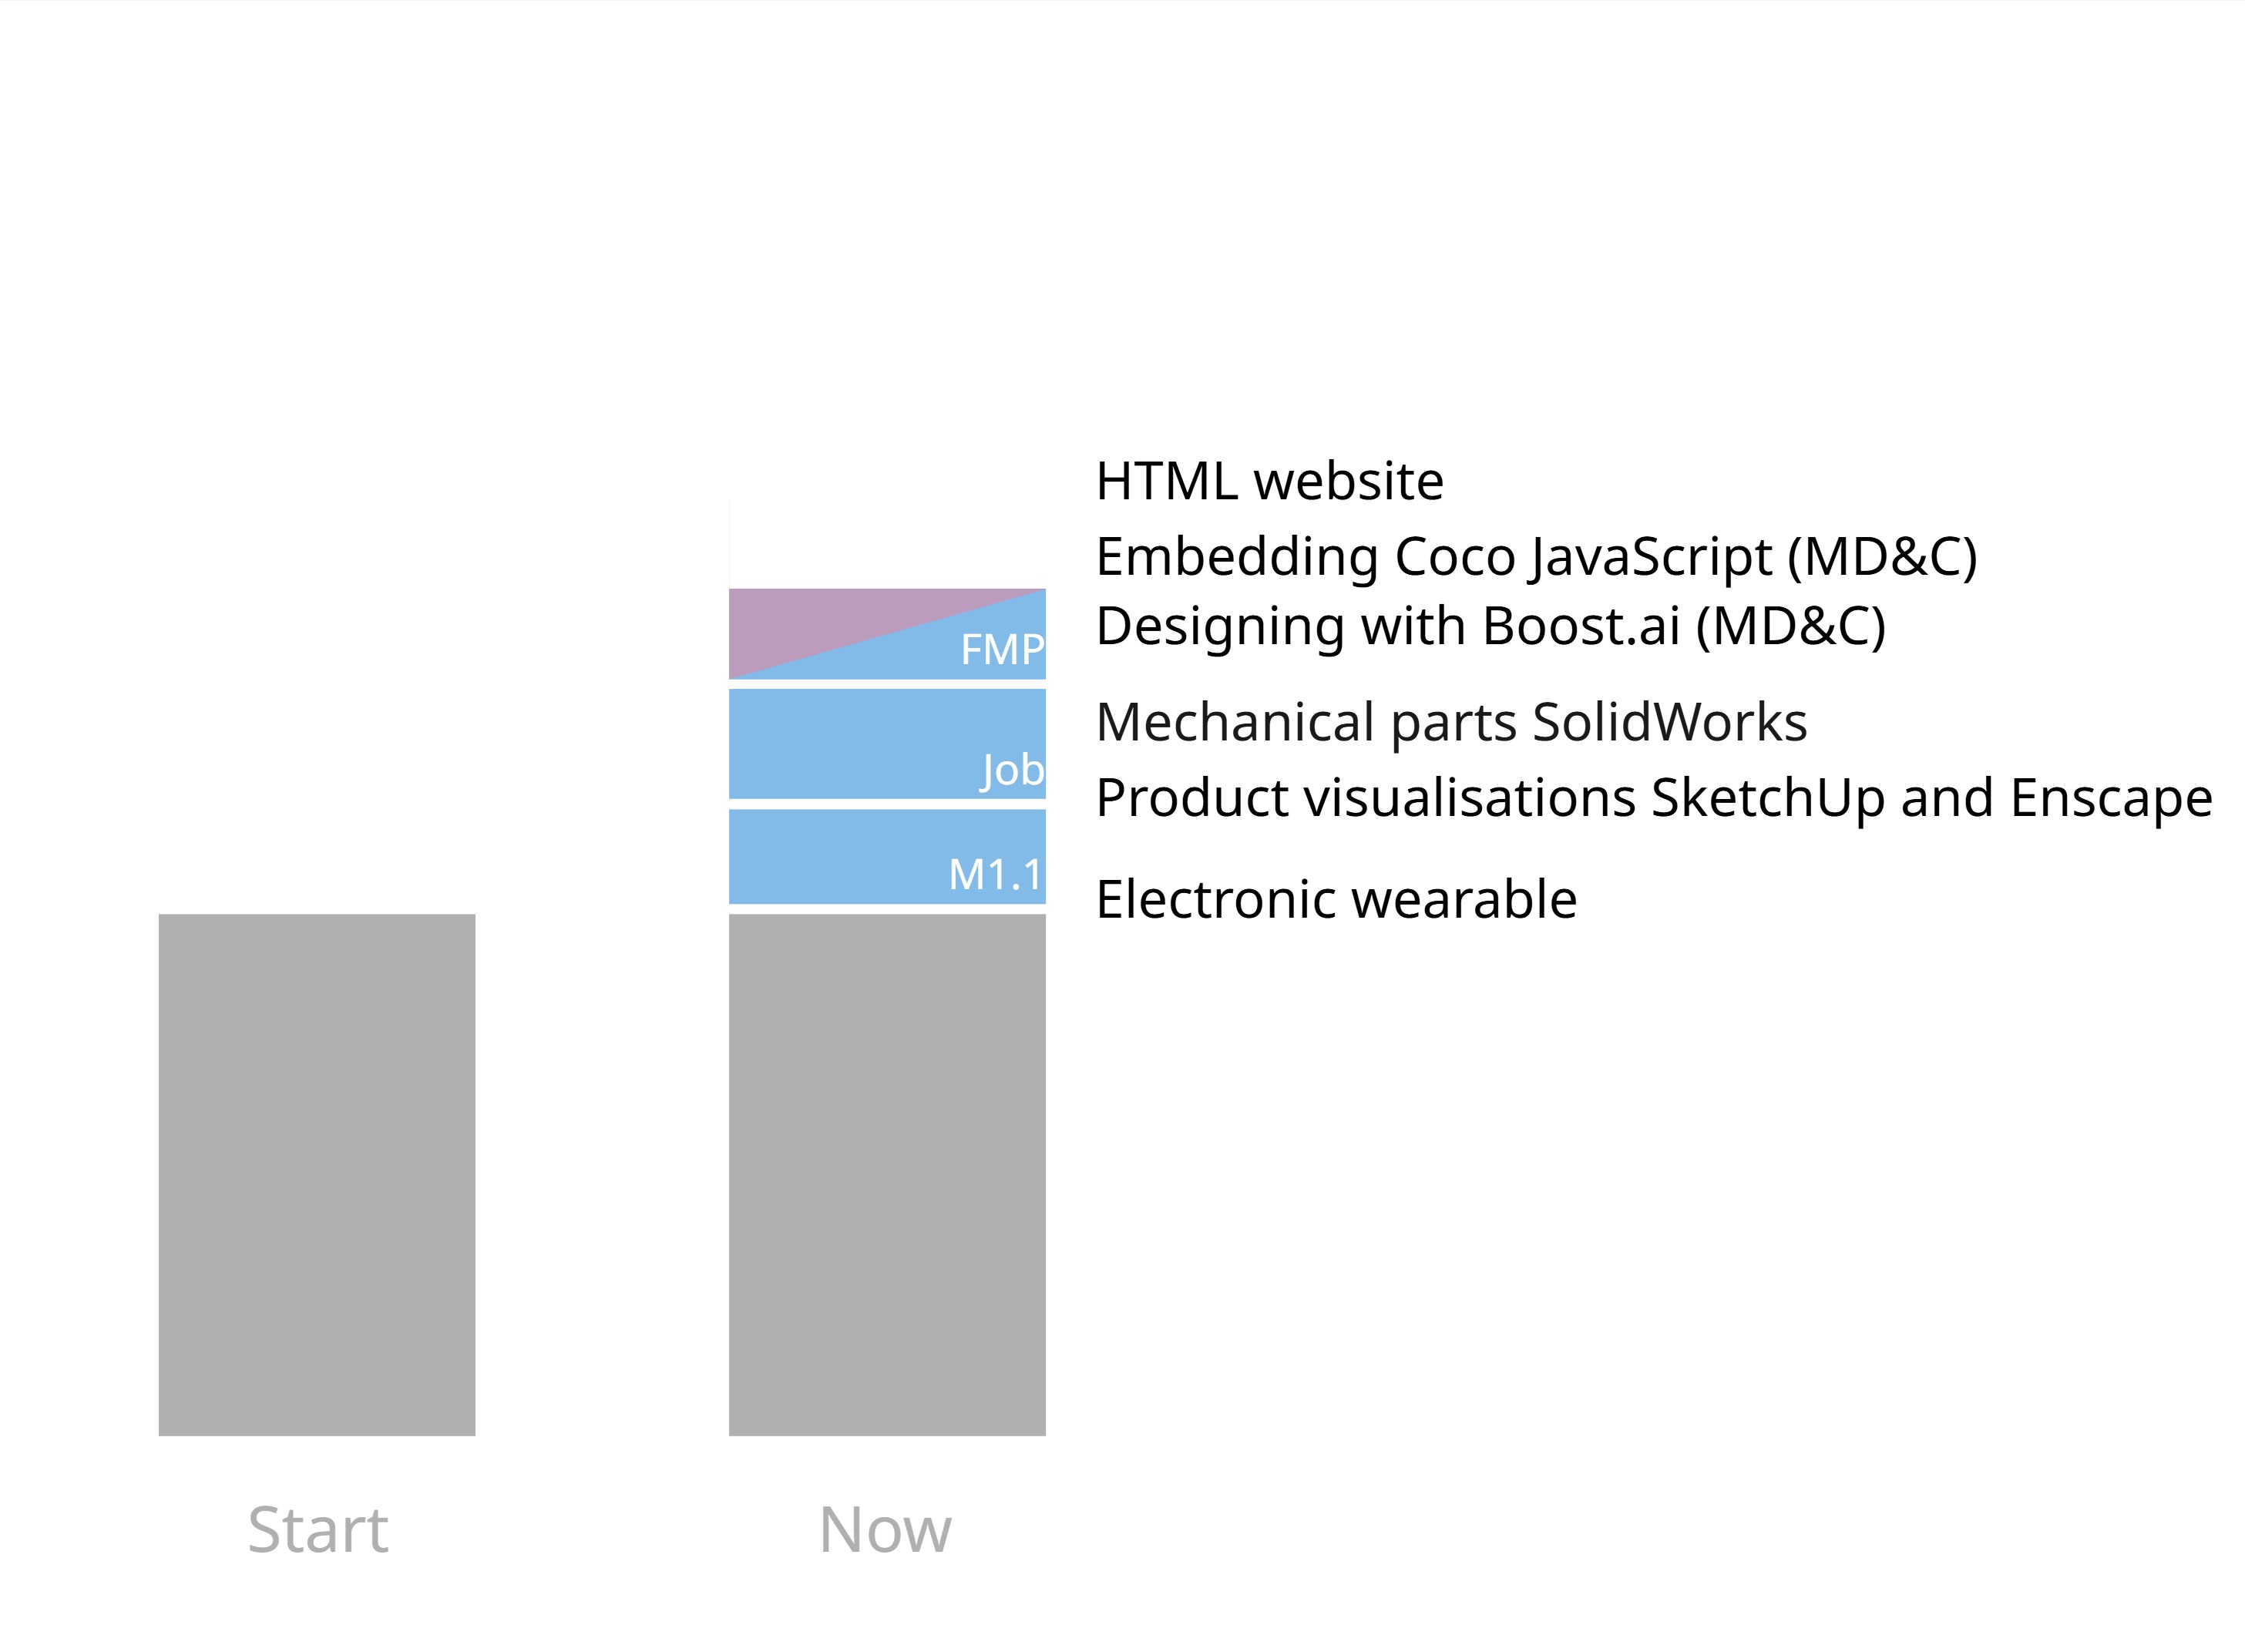 HTML website
Embedding Coco JavaScript (MD&C)
Designing with Boost.ai (MD&C)
FMP
Mechanical parts SolidWorks
Job
Product visualisations SketchUp and Enscape
M1.1
Electronic wearable
Start
Now